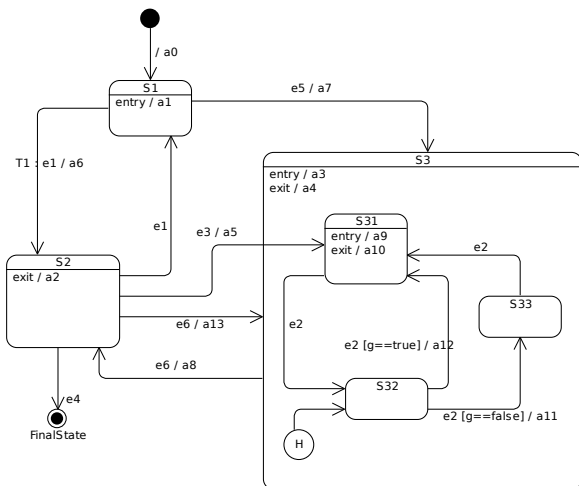 / a0
S1
entry / a1
e5 / a7
T1 : e1 / a6
S3
entry / a3
exit / a4
S31
entry / a9
exit / a10
e1
e3 / a5
e2
S2
exit / a2
S33
e6 / a13
e2
e2 [g==true] / a12
e6 / a8
S32
e4
e2 [g==false] / a11
FinalState
H